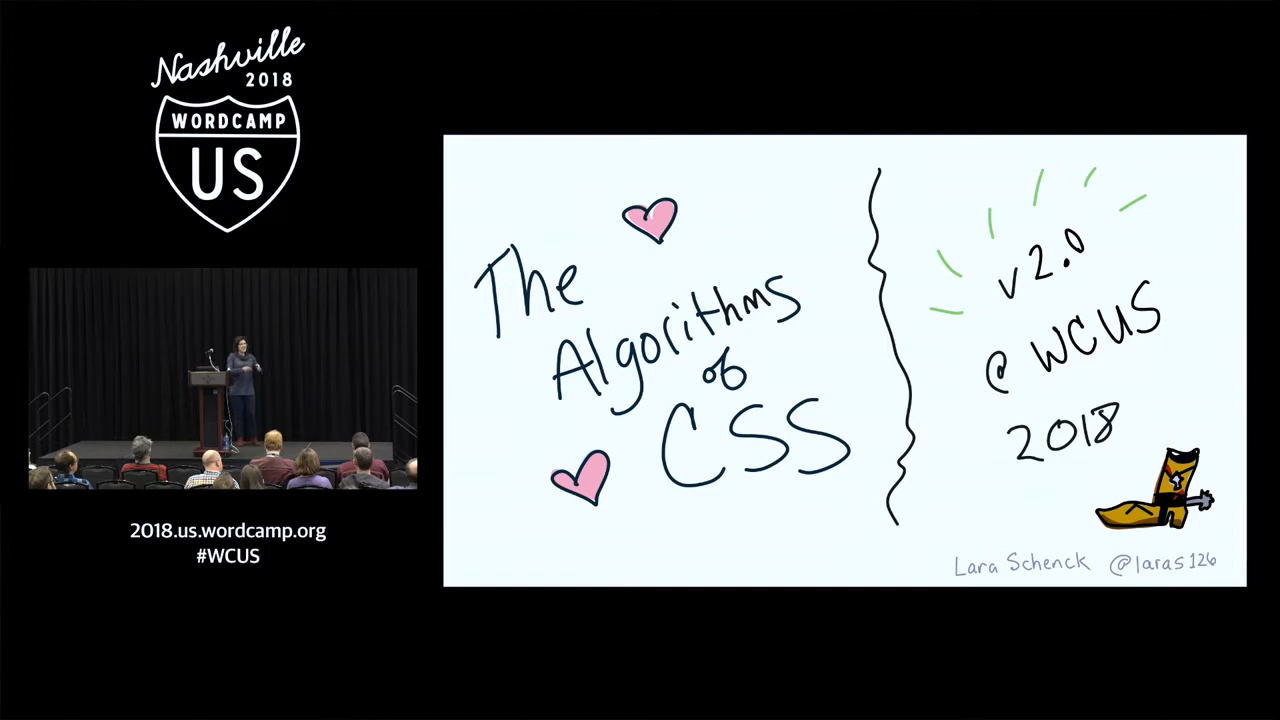 Nashville
2018
WORDCAMP
US
2018.us.wordcamp.org
#WCUS
The
Algorithms
of
CSS
v2.0
@ WCUS
2018
Lara Schenck @laras126